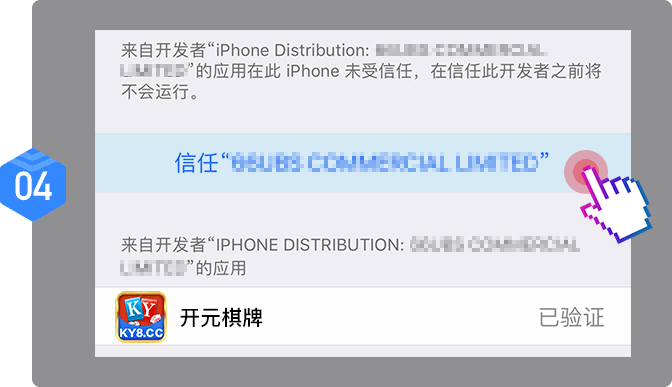 来自开发者“iPhone Distribution:
”的应用在此 iPhone 未受信任，在信任此开发者之前将
不会运行。
信任“ COMMERCIAL LIMITED”
04
来自开发者“IPHONE DISTRIBUTION:
”的应用
KY
KY8.CC
开元棋牌 已验证